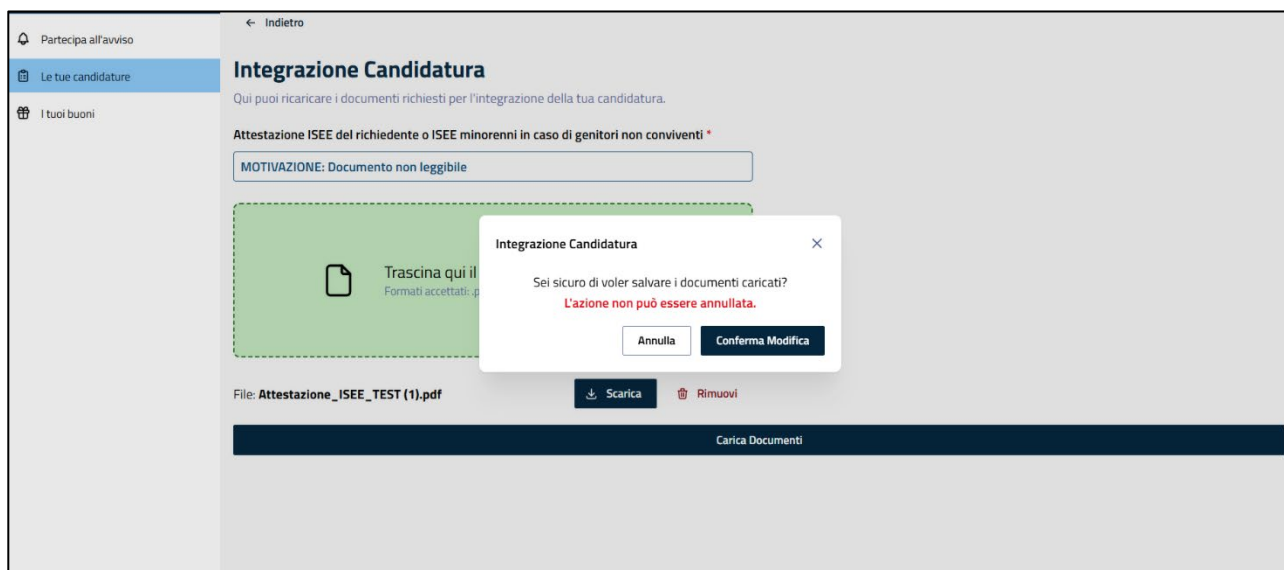 ← Indietro
Partecipa all'avviso
Le tue candidature
I tuoi buoni
Integrazione Candidatura
Qui puoi ricaricare i documenti richiesti per l'integrazione della tua candidatura.
Attestazione ISEE del richiedente o ISEE minorenni in caso di genitori non conviventi *
MOTIVAZIONE: Documento non leggibile
Trascina qui il
Formati accettati: .p
Integrazione Candidatura
Sei sicuro di voler salvare i documenti caricati?
L'azione non può essere annullata.
Annulla
Conferma Modifica
File: Attestazione_ISEE_TEST (1).pdf
Scarica
Rimuovi
Carica Documenti